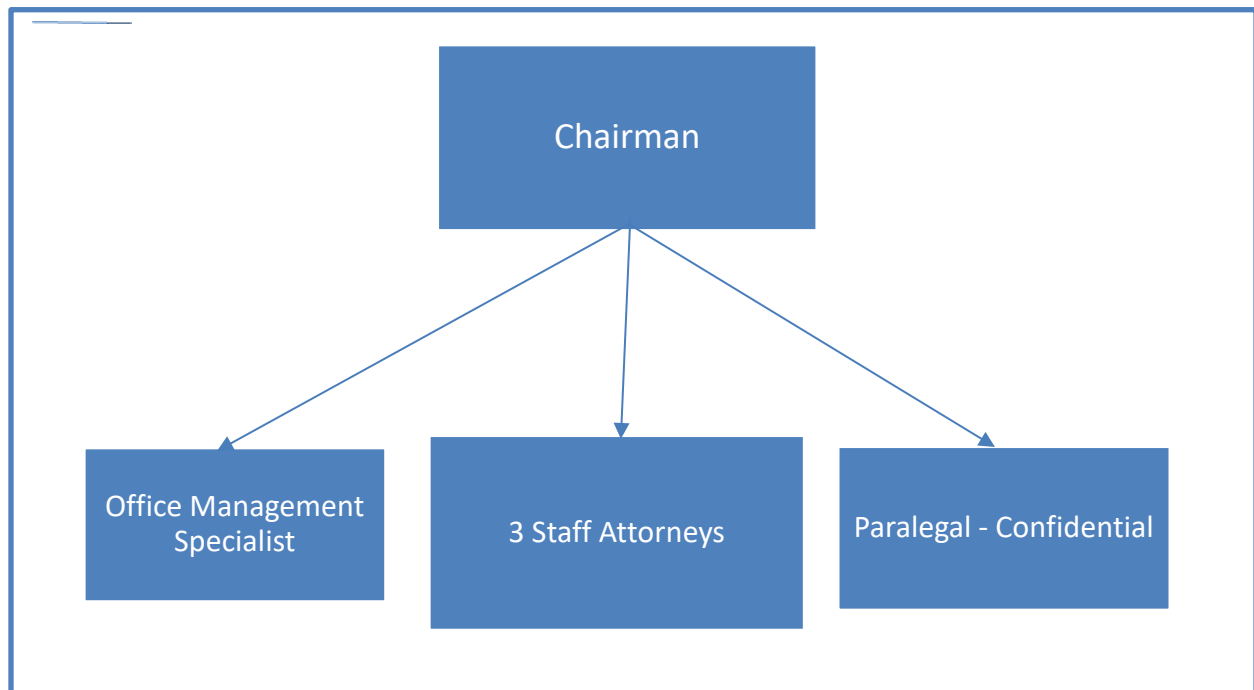 Chairman
Office Management
Specialist
3 Staff Attorneys
Paralegal - Confidential